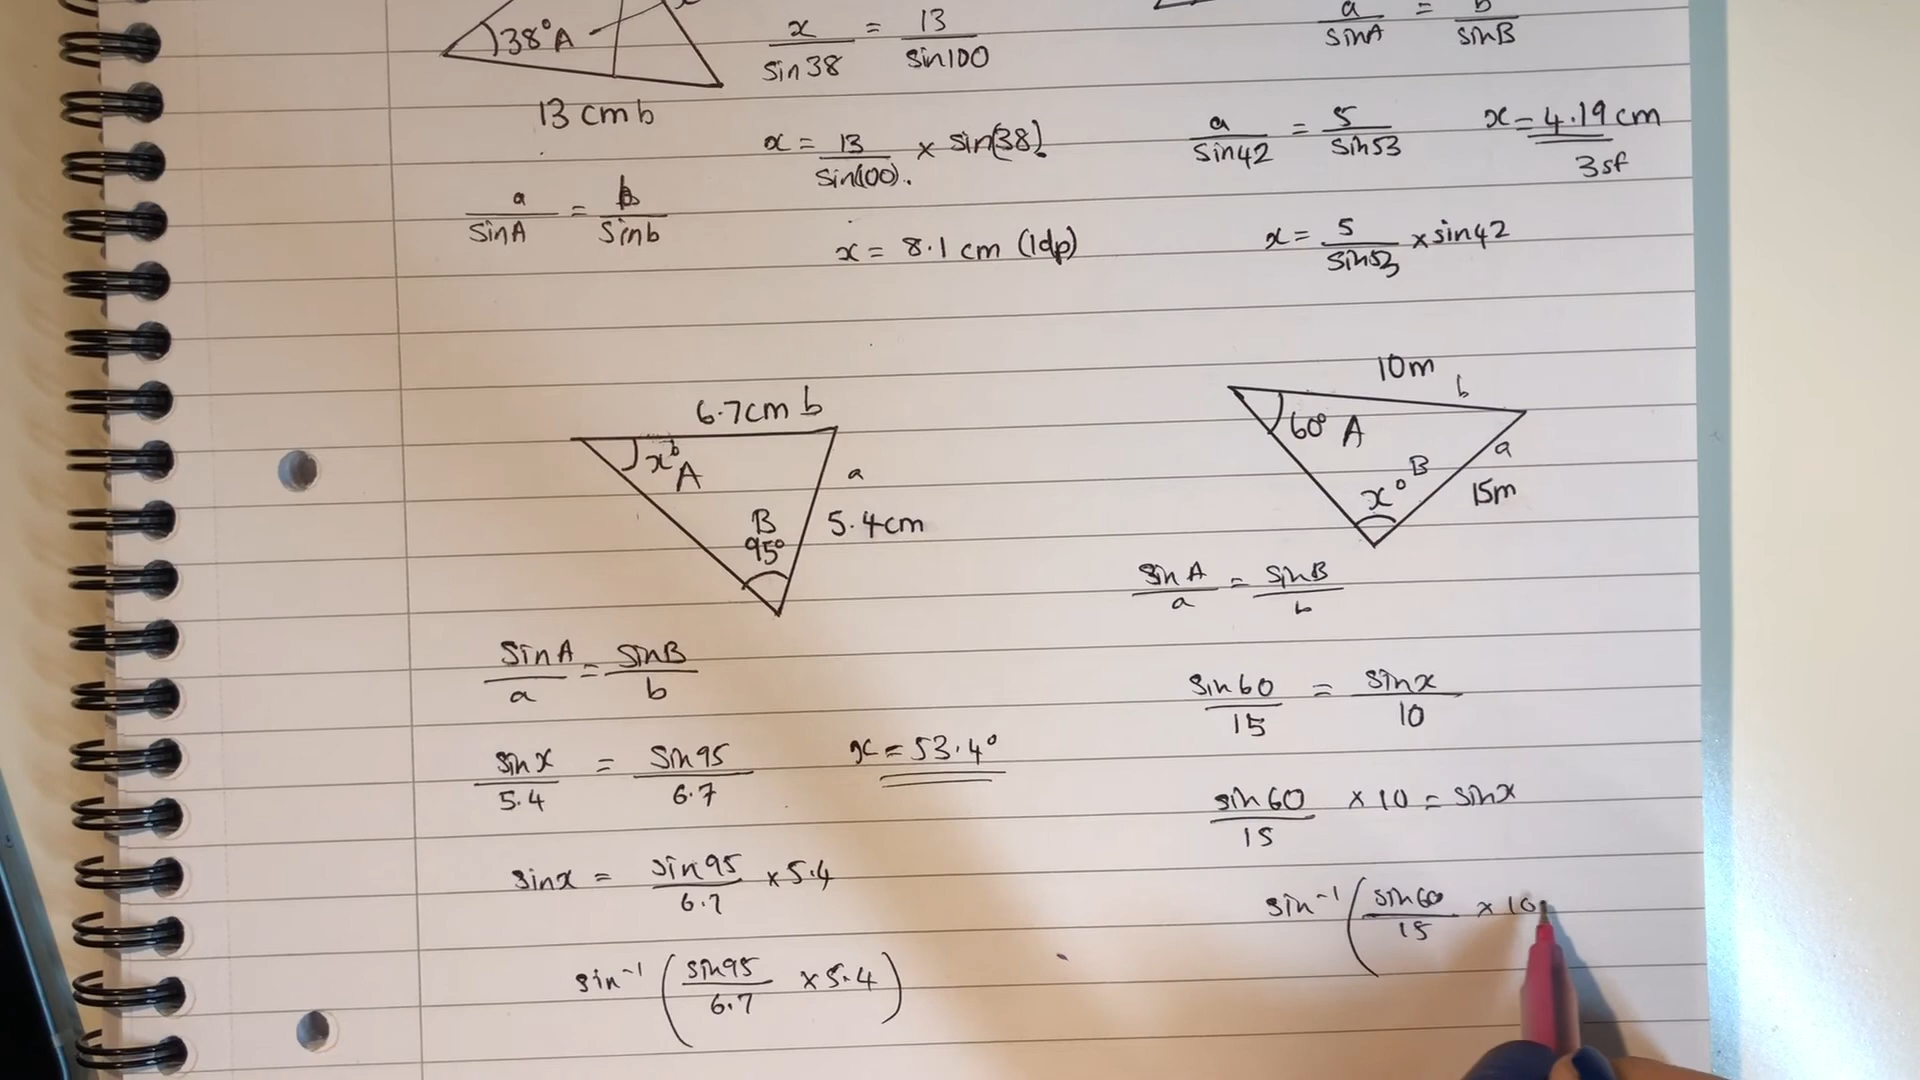 38° A
13 cm b
x/sin38 = 13/sin100
x = 13/sin(100) × sin(38)
a/sinA = b/sinb
x = 8.1 cm (1dp)
a/sinA = b/sinB
a/sin42 = 5/sin53
x = 4.19 cm
3sf
x = 5/sin53 × sin42
6.7cm b
x° A
a
B
95°
5.4cm
sinA/a = sinB/b
sinx/5.4 = sin95/6.7
x = 53.4°
sinx = sin95/6.7 × 5.4
sin⁻¹ (sin95/6.7 × 5.4)
10m b
60° A
a
B
x°
15m
sinA/a = sinB/b
sin60/15 = sinx/10
sin60/15 × 10 = sinx
sin⁻¹ (sin60/15 × 10